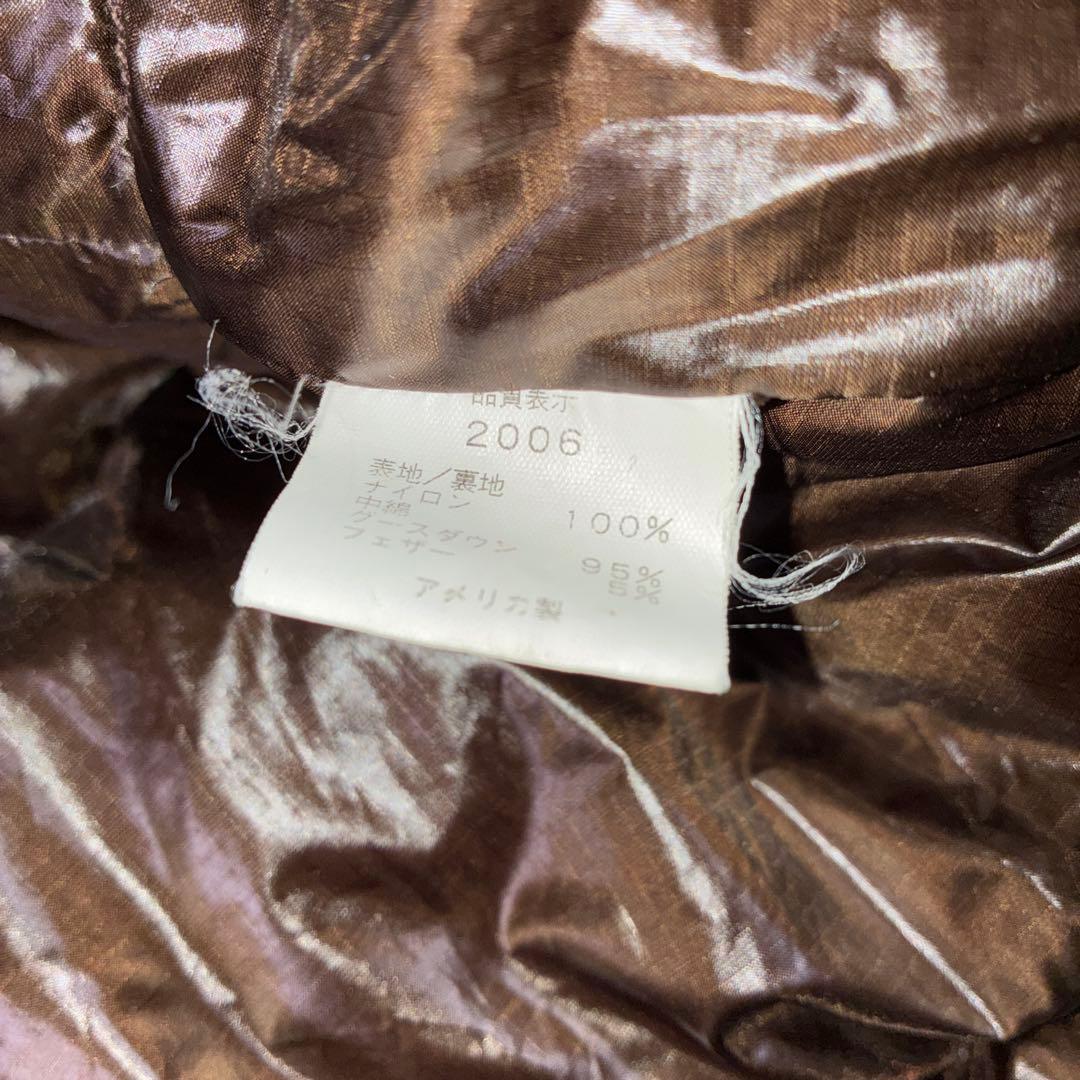 品質表示
2006
表地／裏地
ナイロン 100%
中綿
グースダウン 95%
フェザー 5%
アメリカ製